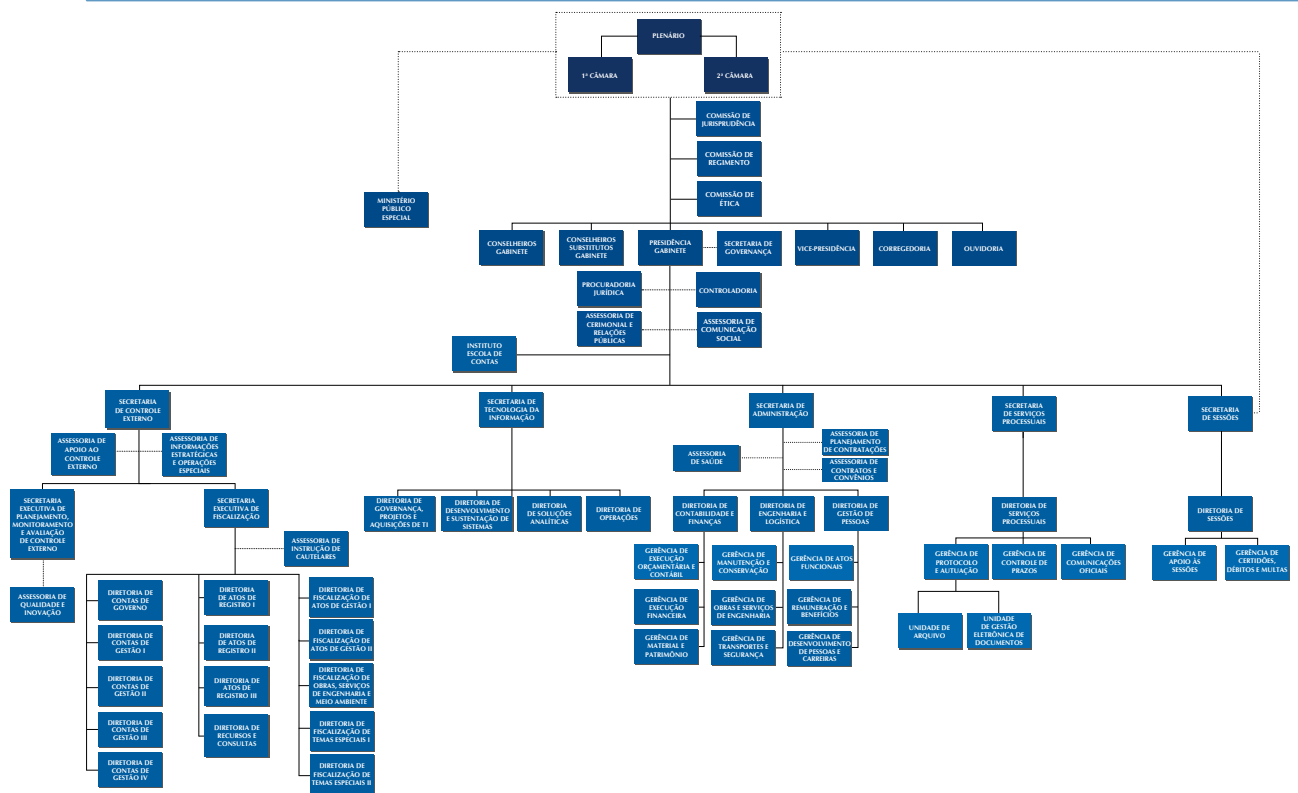 PLENÁRIO
1ª CÂMARA
2ª CÂMARA
COMISSÃO DE
JURISPRUDÊNCIA
COMISSÃO DE
REGIMENTO
COMISSÃO DE
ÉTICA
MINISTÉRIO
PÚBLICO
ESPECIAL
CONSELHEIROS
GABINETE
CONSELHEIROS
SUBSTITUTOS
GABINETE
PRESIDÊNCIA
GABINETE
SECRETARIA DE
GOVERNANÇA
VICE-PRESIDÊNCIA
CORREGEDORIA
OUVIDORIA
PROCURADORIA
JURÍDICA
CONTROLADORIA
ASSESSORIA DE
CERIMONIAL E
RELAÇÕES
PÚBLICAS
ASSESSORIA DE
COMUNICAÇÃO
SOCIAL
INSTITUTO
ESCOLA DE
CONTAS
SECRETARIA
DE CONTROLE
EXTERNO
SECRETARIA DE
TECNOLOGIA DA
INFORMAÇÃO
SECRETARIA DE
ADMINISTRAÇÃO
SECRETARIA
DE SERVIÇOS
PROCESSUAIS
SECRETARIA
DE SESSÕES
ASSESSORIA DE
APOIO AO
CONTROLE
EXTERNO
ASSESSORIA DE
INFORMAÇÕES
ESTRATÉGICAS
E OPERAÇÕES
ESPECIAIS
ASSESSORIA
DE SAÚDE
ASSESSORIA DE
PLANEJAMENTO
DE CONTRATAÇÕES
ASSESSORIA DE
CONTRATOS E
CONVÊNIOS
SECRETARIA
EXECUTIVA DE
PLANEJAMENTO,
MONITORAMENTO
E AVALIAÇÃO
DE CONTROLE
EXTERNO
SECRETARIA
EXECUTIVA DE
FISCALIZAÇÃO
ASSESSORIA DE
INSTRUÇÃO DE
CAUTELARES
ASSESSORIA DE
QUALIDADE E
INOVAÇÃO
DIRETORIA DE
GOVERNANÇA,
PROJETOS E
AQUISIÇÕES DE TI
DIRETORIA DE
DESENVOLVIMENTO
E SUSTENTAÇÃO DE
SISTEMAS
DIRETORIA
DE SOLUÇÕES
ANALÍTICAS
DIRETORIA DE
OPERAÇÕES
DIRETORIA DE
CONTABILIDADE E
FINANÇAS
DIRETORIA DE
ENGENHARIA E
LOGÍSTICA
DIRETORIA DE
GESTÃO DE
PESSOAS
DIRETORIA DE
SERVIÇOS
PROCESSUAIS
DIRETORIA DE
SESSÕES
GERÊNCIA DE
EXECUÇÃO
ORÇAMENTÁRIA E
CONTÁBIL
GERÊNCIA DE
MANUTENÇÃO E
CONSERVAÇÃO
GERÊNCIA DE ATOS
FUNCIONAIS
GERÊNCIA DE
PROTOCOLO
E AUTUAÇÃO
GERÊNCIA DE
CONTROLE DE
PRAZOS
GERÊNCIA DE
COMUNICAÇÕES
OFICIAIS
GERÊNCIA DE
APOIO ÀS
SESSÕES
GERÊNCIA DE
CERTIDÕES,
DÉBITOS E MULTAS
GERÊNCIA DE
EXECUÇÃO
FINANCEIRA
GERÊNCIA DE
OBRAS E SERVIÇOS
DE ENGENHARIA
GERÊNCIA DE
REMUNERAÇÃO E
BENEFÍCIOS
GERÊNCIA DE
MATERIAL E
PATRIMÔNIO
GERÊNCIA DE
TRANSPORTES E
SEGURANÇA
GERÊNCIA DE
DESENVOLVIMENTO
DE PESSOAS E
CARREIRAS
UNIDADE DE
ARQUIVO
UNIDADE
DE GESTÃO
ELETRÔNICA DE
DOCUMENTOS
DIRETORIA DE
CONTAS DE
GOVERNO
DIRETORIA
DE ATOS DE
REGISTRO I
DIRETORIA DE
FISCALIZAÇÃO DE
ATOS DE GESTÃO I
DIRETORIA DE
CONTAS DE
GESTÃO I
DIRETORIA
DE ATOS DE
REGISTRO II
DIRETORIA DE
FISCALIZAÇÃO DE
ATOS DE GESTÃO II
DIRETORIA DE
CONTAS DE
GESTÃO II
DIRETORIA DE
ATOS DE
REGISTRO III
DIRETORIA DE
FISCALIZAÇÃO DE
OBRAS, SERVIÇOS
DE ENGENHARIA E
MEIO AMBIENTE
DIRETORIA DE
CONTAS DE
GESTÃO III
DIRETORIA DE
RECURSOS E
CONSULTAS
DIRETORIA DE
FISCALIZAÇÃO DE
TEMAS ESPECIAIS I
DIRETORIA DE
CONTAS DE
GESTÃO IV
DIRETORIA DE
FISCALIZAÇÃO DE
TEMAS ESPECIAIS II